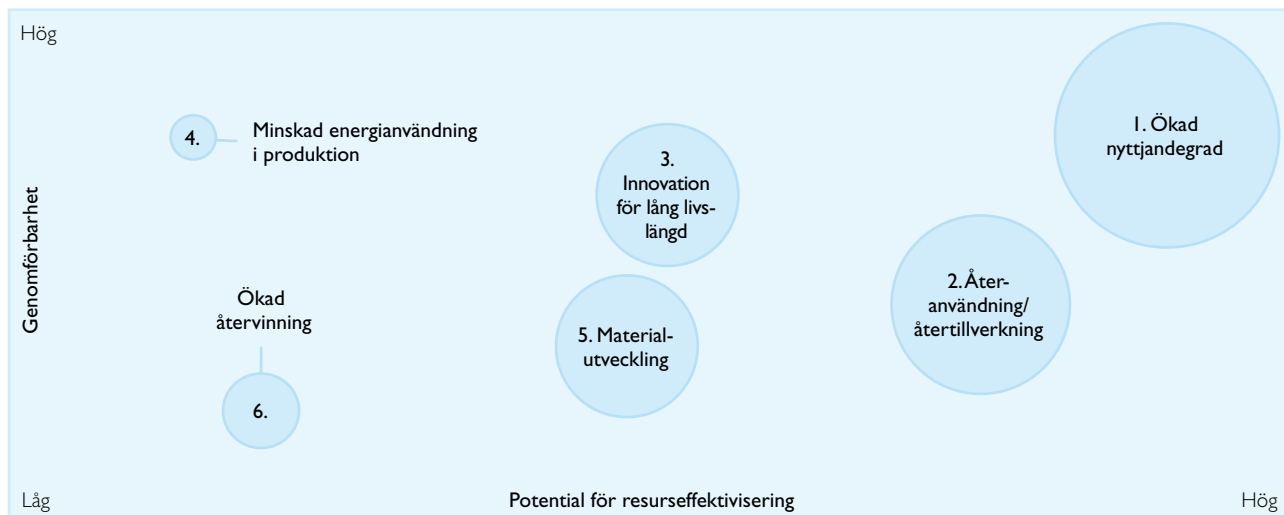 Hög
1. Ökad
nyttjandegrad
4.
Minskad energianvändning
i produktion
3.
Innovation
för lång livs-
längd
Genomförbarhet
2. Åter-
användning/
återtillverkning
Ökad
återvinning
5. Material-
utveckling
6.
Låg
Potential för resurseffektivisering
Hög